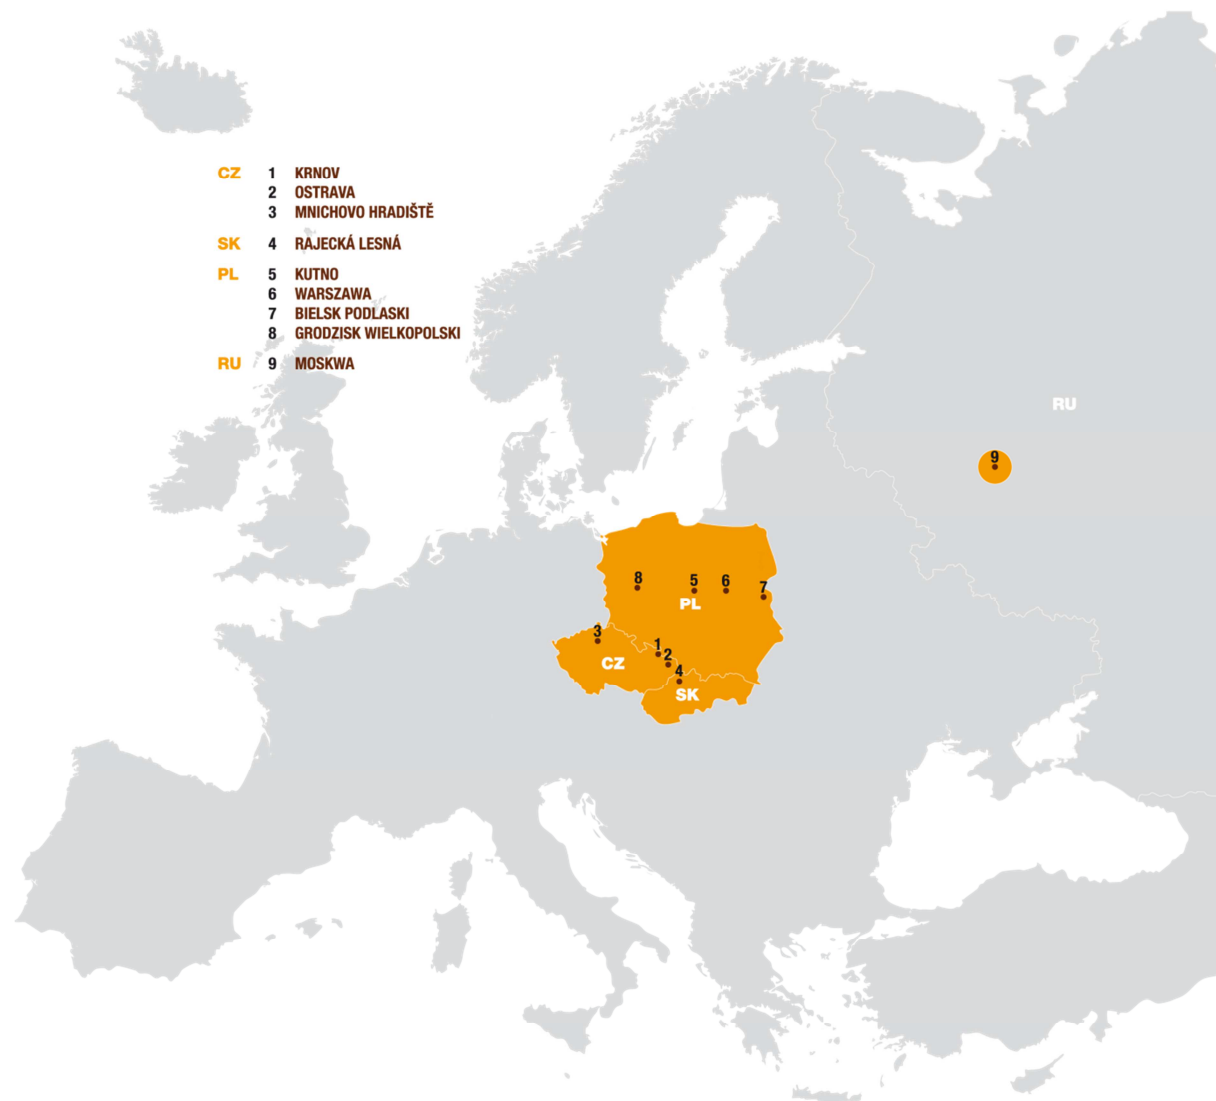 CZ 1 KRNOV
2 OSTRAVA
3 MNICHOVO HRADIŠTĚ
SK 4 RAJECKÁ LESNÁ
PL 5 KUTNO
6 WARSZAWA
7 BIELSK PODLASKI
8 GRODZISK WIELKOPOLSKI
RU 9 MOSKWA
RU
9
8 5 6 7
PL
3
1
CZ 2
4
SK